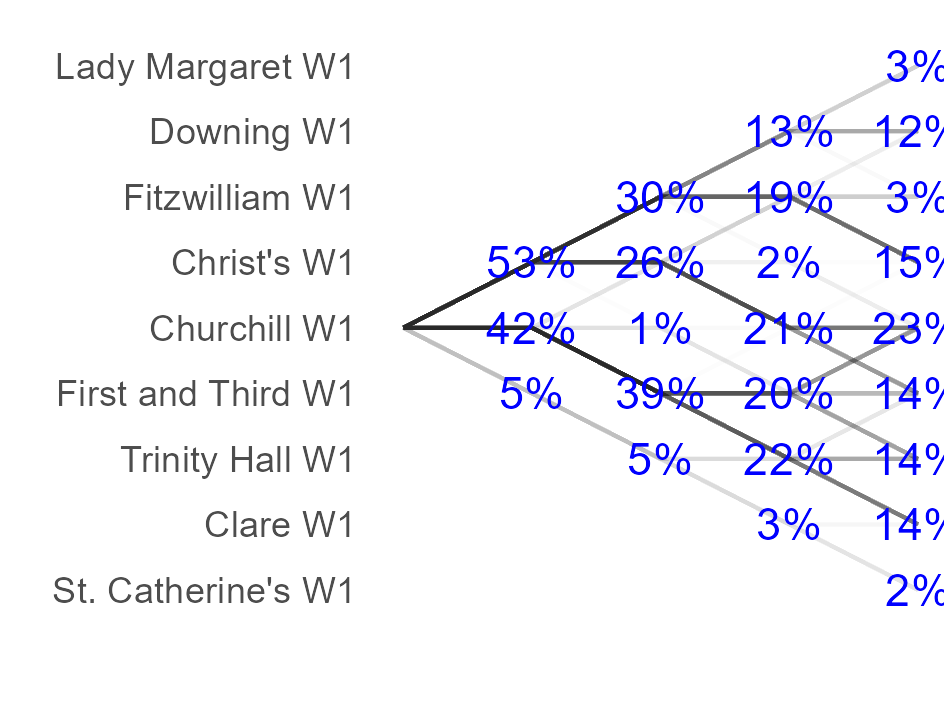 Lady Margaret W1 3%
Downing W1 13% 12%
Fitzwilliam W1 30% 19% 3%
Christ's W1 53% 26% 2% 15%
Churchill W1 42% 1% 21% 23%
First and Third W1 5% 39% 20% 14%
Trinity Hall W1 5% 22% 14%
Clare W1 3% 14%
St. Catherine's W1 2%